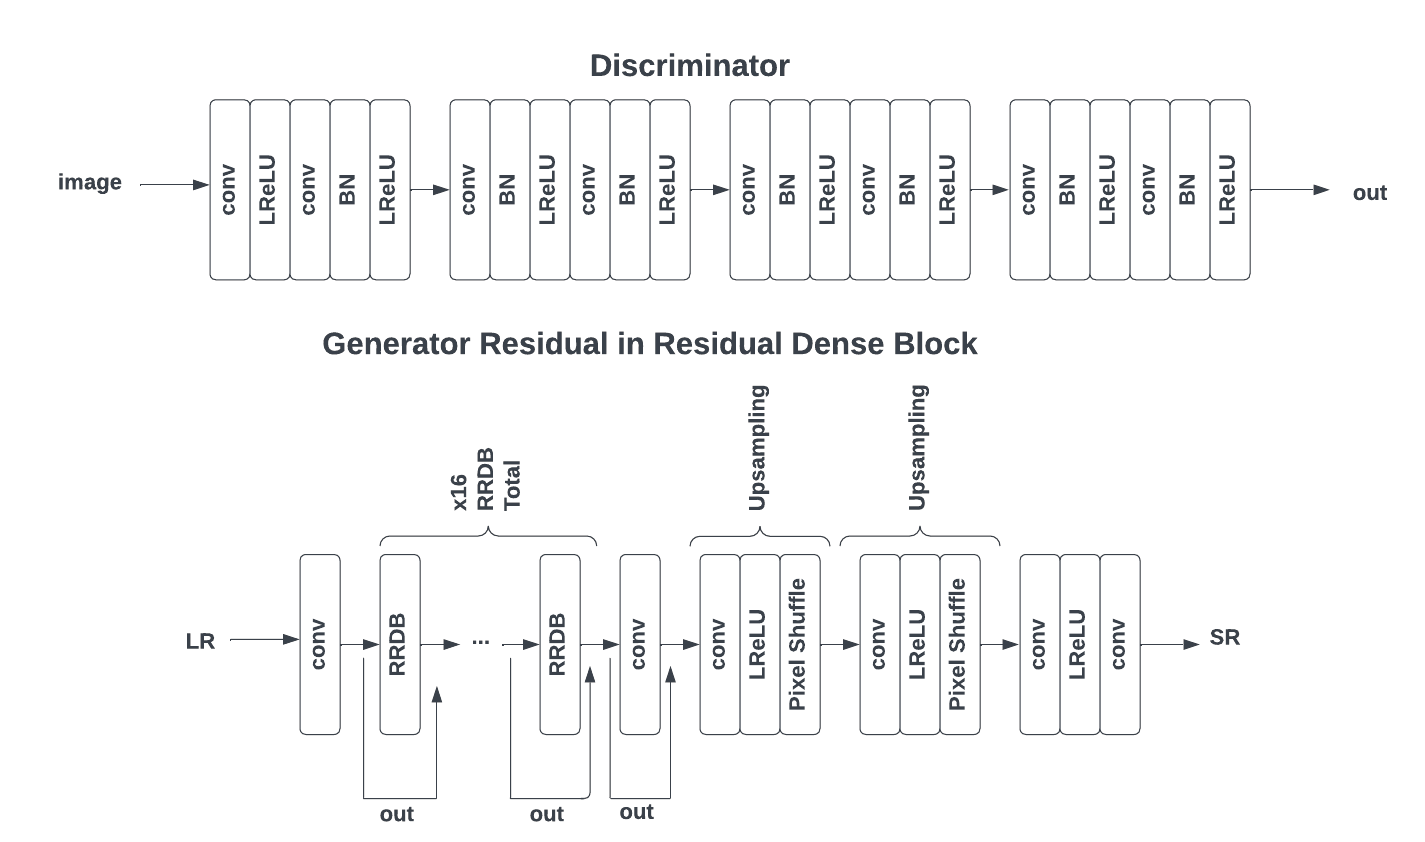 Discriminator
image
conv
LReLU
conv
BN
LReLU
conv
BN
LReLU
conv
BN
LReLU
conv
BN
LReLU
conv
BN
LReLU
conv
BN
LReLU
conv
BN
LReLU
out
Generator Residual in Residual Dense Block
x16
RRDB
Total
Upsampling
Upsampling
LR
conv
RRDB
...
RRDB
conv
conv
LReLU
Pixel Shuffle
conv
LReLU
Pixel Shuffle
conv
LReLU
conv
SR
out
out
out